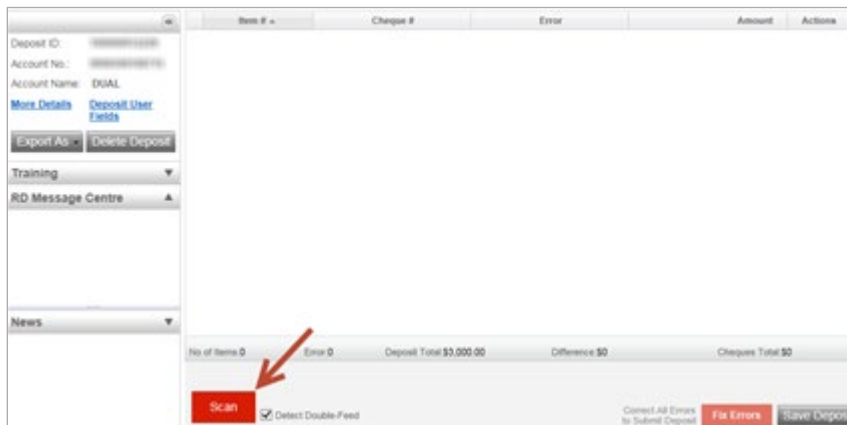 Item # Cheque # Error Amount Actions
Deposit ID:
Account No.:
Account Name: DUAL
More Details Deposit User Fields
Export As Delete Deposit
Training
RD Message Centre
News
No of Items 0 Error 0 Deposit Total $3,000.00 Difference $0 Cheques Total $0
Scan Detect Double-Feed Correct All Errors to Submit Deposit Fix Errors Save Depos